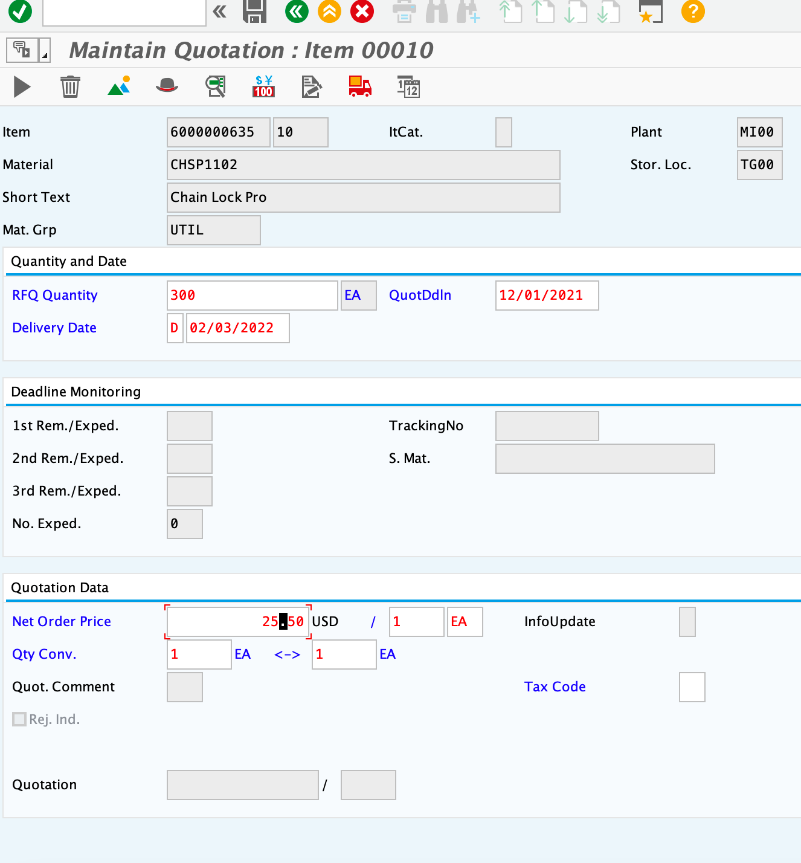 Maintain Quotation : Item 00010
$ ¥ 100
12
Item 6000000635 10 ItCat. Plant MI00
Material CHSP1102 Stor. Loc. TG00
Short Text Chain Lock Pro
Mat. Grp UTIL
Quantity and Date
RFQ Quantity 300 EA QuotDdln 12/01/2021
Delivery Date D 02/03/2022
Deadline Monitoring
1st Rem./Exped. TrackingNo
2nd Rem./Exped. S. Mat.
3rd Rem./Exped.
No. Exped. 0
Quotation Data
Net Order Price 25.50 USD / 1 EA InfoUpdate
Qty Conv. 1 EA <-> 1 EA
Quot. Comment Tax Code
Rej. Ind.
Quotation /